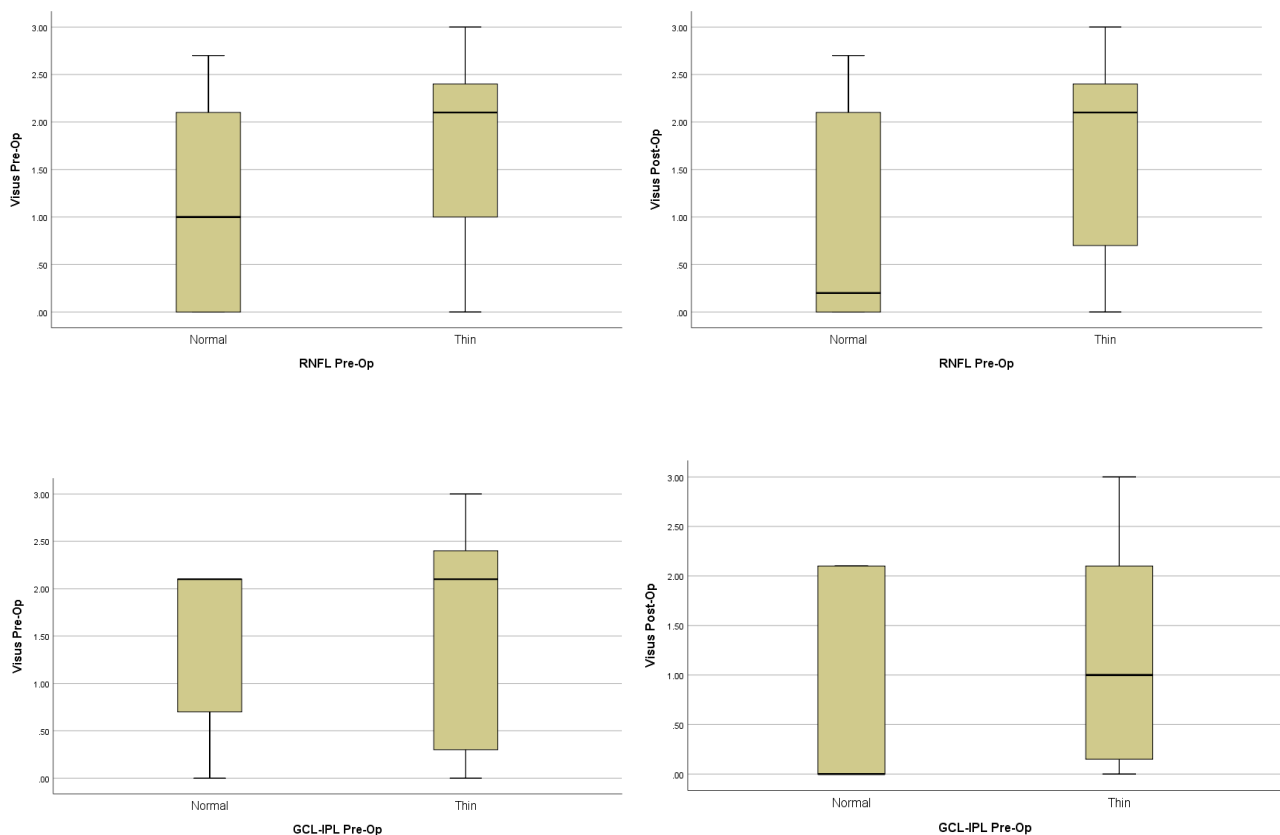 3.00
2.50
2.00
1.50
1.00
.50
.00
Visus Pre-Op
Normal Thin
RNFL Pre-Op
3.00
2.50
2.00
1.50
1.00
.50
.00
Visus Post-Op
Normal Thin
RNFL Pre-Op
3.00
2.50
2.00
1.50
1.00
.50
.00
Visus Pre-Op
Normal Thin
GCL-IPL Pre-Op
3.00
2.50
2.00
1.50
1.00
.50
.00
Visus Post-Op
Normal Thin
GCL-IPL Pre-Op